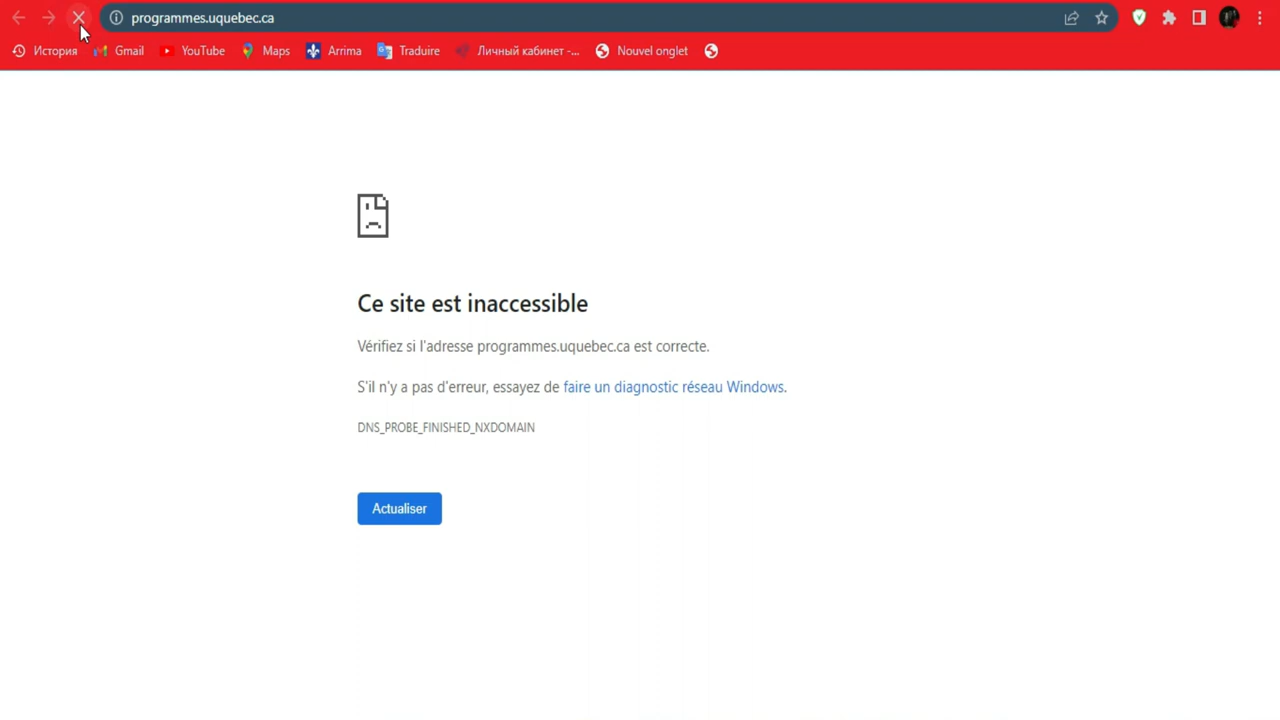 programmes.uquebec.ca
История Gmail YouTube Maps Arrima Traduire Личный кабинет -... Nouvel onglet
Ce site est inaccessible
Vérifiez si l'adresse programmes.uquebec.ca est correcte.
S'il n'y a pas d'erreur, essayez de faire un diagnostic réseau Windows.
DNS_PROBE_FINISHED_NXDOMAIN
Actualiser